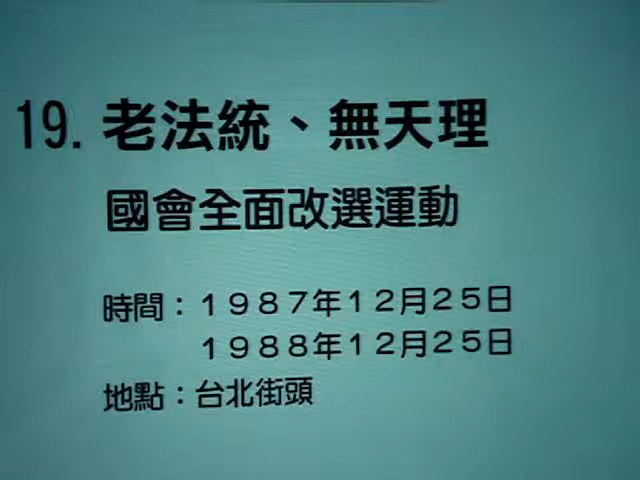 19. 老法統、無天理
國會全面改選運動
時間：１９８７年１２月２５日
１９８８年１２月２５日
地點：台北街頭